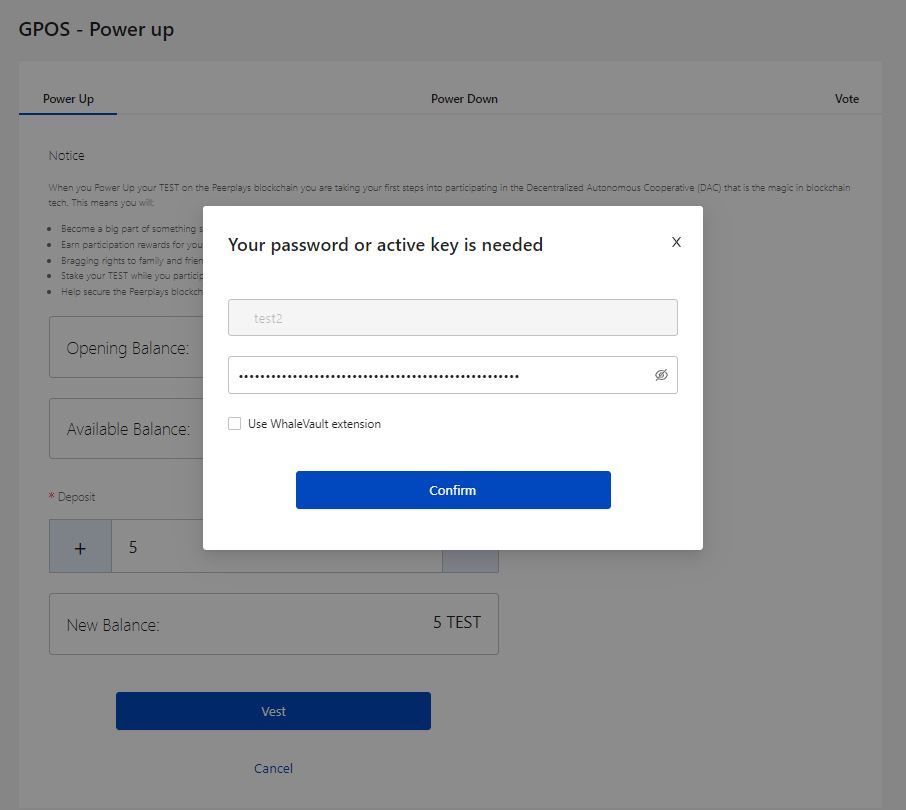 GPOS - Power up
Power Up
Power Down
Vote
Notice
When you Power Up your TEST on the Peerplays blockchain you are taking your first steps into participating in the Decentralized Autonomous Cooperative (DAC) that is the magic in blockchain
tech. This means you will:
Become a big part of something
Earn participation rewards for you
Bragging rights to family and frien
Stake your TEST while you particip
Help secure the Peerplays blockch
Your password or active key is needed
X
test2
••••••••••••••••••••••••••••••••••••••••••••••••••••
Use WhaleVault extension
Confirm
Opening Balance:
Available Balance:
* Deposit
+
5
New Balance:
5 TEST
Vest
Cancel